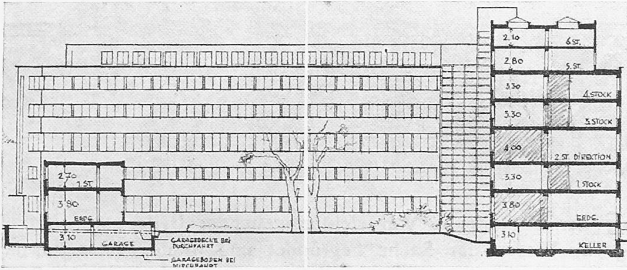 2.10
6 ST.
2.80
5. ST.
3.30
4. STOCK
3.30
3. STOCK
4.00
2. ST. DIREKTION
3.30
1. STOCK
3.80
ERDG.
3.10
KELLER
2.70
1. ST.
3.80
ERDG.
3.10
GARAGE
GARAGEDECKE BEI
DURCHFAHRT
GARAGEBODEN BEI